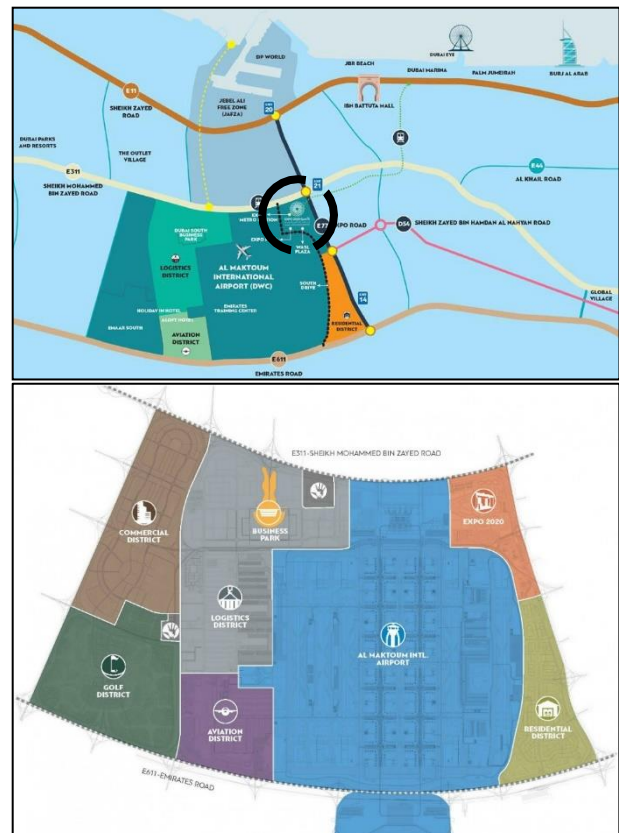 DP WORLD
DUBAI EYE
JBR BEACH
DUBAI MARINA
PALM JUMEIRAH
BURJ AL ARAB
E11
SHEIKH ZAYED
ROAD
JEBEL ALI
FREE ZONE
(JAFZA)
20
IBN BATTUTA MALL
DUBAI PARKS
AND RESORTS
THE OUTLET
VILLAGE
E311
SHEIKH MOHAMMED
BIN ZAYED ROAD
21
E44
AL KHAIL ROAD
E77
EXPO ROAD
D54
SHEIKH ZAYED BIN HAMDAN AL NAHYAN ROAD
DUBAI SOUTH
BUSINESS
PARK
LOGISTICS
DISTRICT
AL MAKTOUM
INTERNATIONAL
AIRPORT (DWC)
WASL
PLAZA
SOUTH
DRIVE
14
GLOBAL
VILLAGE
HOLIDAY INN HOTEL
EMIRATES
TRAINING CENTER
AVIATION
DISTRICT
RESIDENTIAL
DISTRICT
E611
EMIRATES ROAD
E311-SHEIKH MOHAMMED BIN ZAYED ROAD
COMMERCIAL
DISTRICT
BUSINESS
PARK
EXPO 2020
LOGISTICS
DISTRICT
AL MAKTOUM INTL.
AIRPORT
GOLF
DISTRICT
AVIATION
DISTRICT
RESIDENTIAL
DISTRICT
E611-EMIRATES ROAD